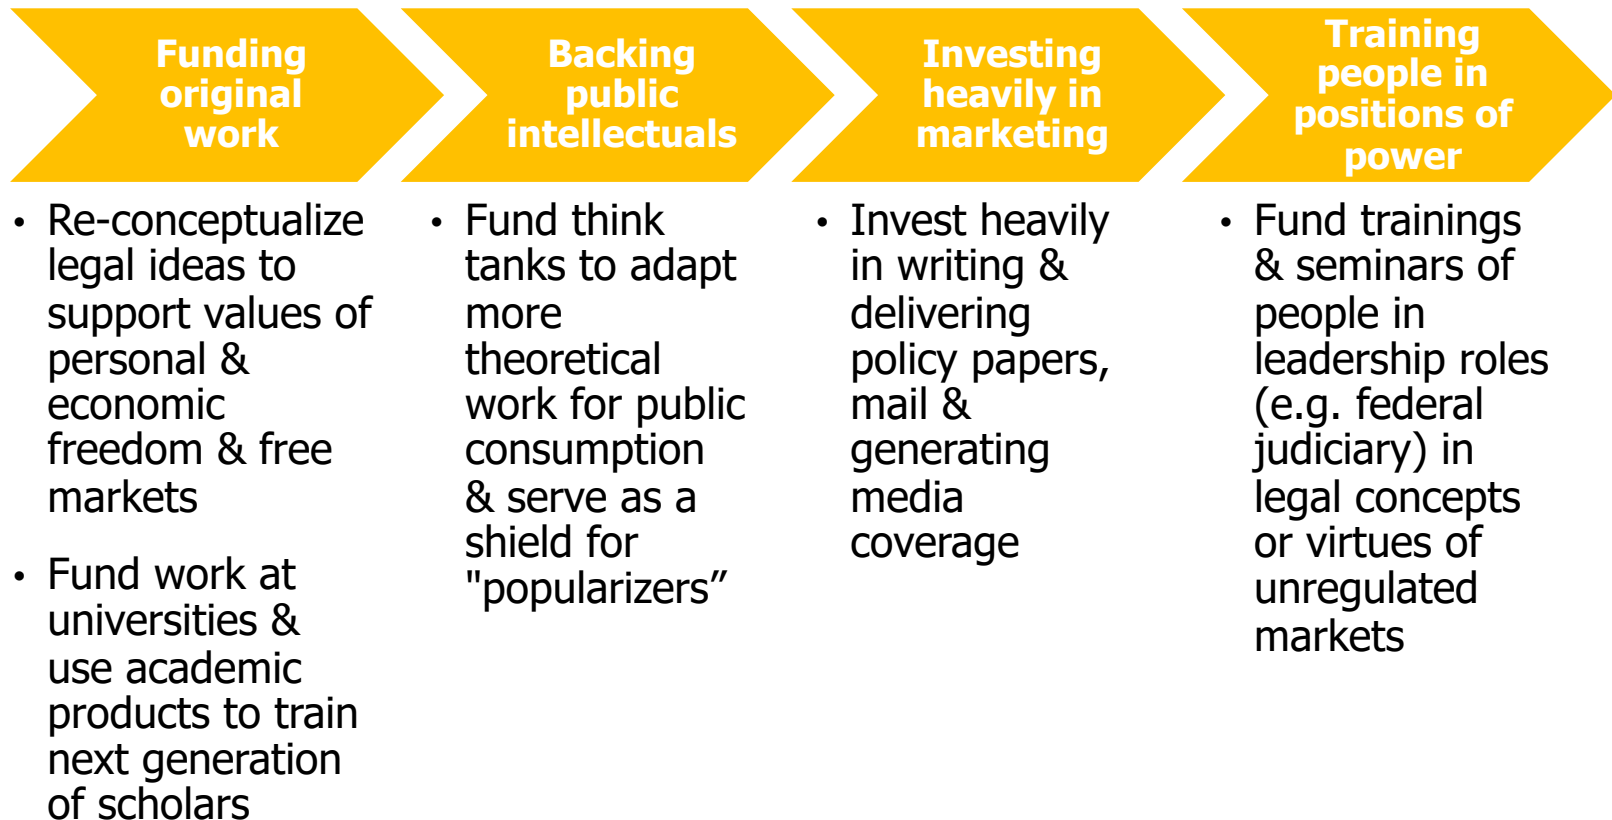 Funding
original
work
Backing
public
intellectuals
Investing
heavily in
marketing
Training
people in
positions of
power
• Re-conceptualize
legal ideas to
support values of
personal &
economic
freedom & free
markets
• Fund work at
universities &
use academic
products to train
next generation
of scholars
• Fund think
tanks to adapt
more
theoretical
work for public
consumption
& serve as a
shield for
"popularizers”
• Invest heavily
in writing &
delivering
policy papers,
mail &
generating
media
coverage
• Fund trainings
& seminars of
people in
leadership roles
(e.g. federal
judiciary) in
legal concepts
or virtues of
unregulated
markets